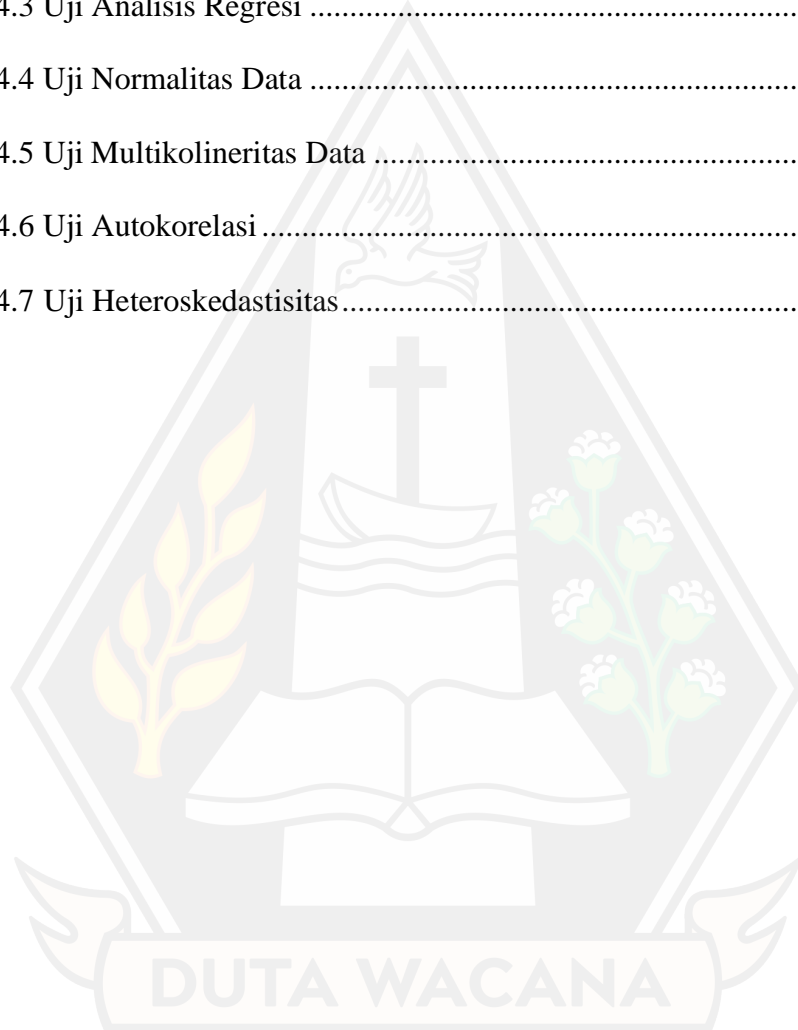 4.3 Uji Analisis Regresi ............................................................
4.4 Uji Normalitas Data ............................................................
4.5 Uji Multikolineritas Data ....................................................
4.6 Uji Autokorelasi ..................................................................
4.7 Uji Heteroskedastisitas ........................................................
DUTA WACANA